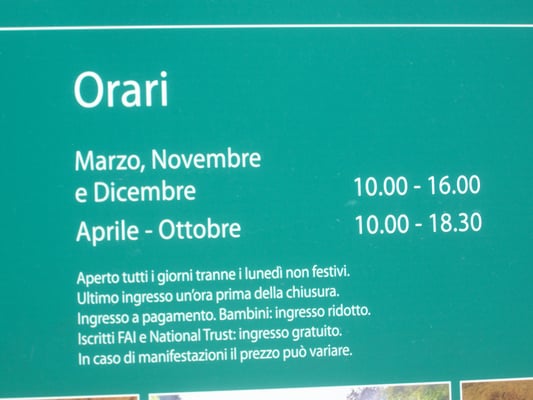 Orari
Marzo, Novembre
e Dicembre 10.00 - 16.00
Aprile - Ottobre 10.00 - 18.30
Aperto tutti i giorni tranne i lunedì non festivi.
Ultimo ingresso un'ora prima della chiusura.
Ingresso a pagamento. Bambini: ingresso ridotto.
Iscritti FAI e National Trust: ingresso gratuito.
In caso di manifestazioni il prezzo può variare.